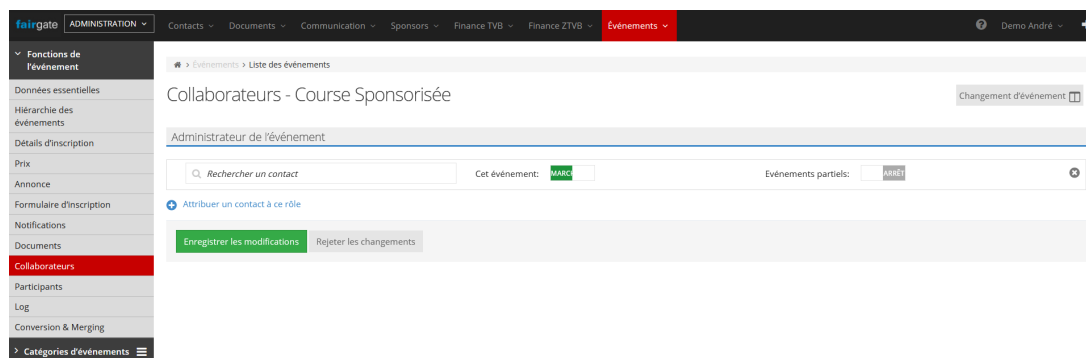 fairgate ADMINISTRATION Contacts Documents Communication Sponsors Finance TVB Finance ZTVB Événements Demo André
Fonctions de
l'événement
Événements > Liste des événements
Données essentielles
Collaborateurs - Course Sponsorisée
Changement d'événement
Hiérarchie des
événements
Détails d'inscription
Administrateur de l'événement
Prix
Rechercher un contact Cet événement: MARC Evénements partiels: ARRÊT
Annonce
Formulaire d'inscription
Attribuer un contact à ce rôle
Notifications
Documents
Enregistrer les modifications Rejeter les changements
Collaborateurs
Participants
Log
Conversion & Merging
Catégories d'événements